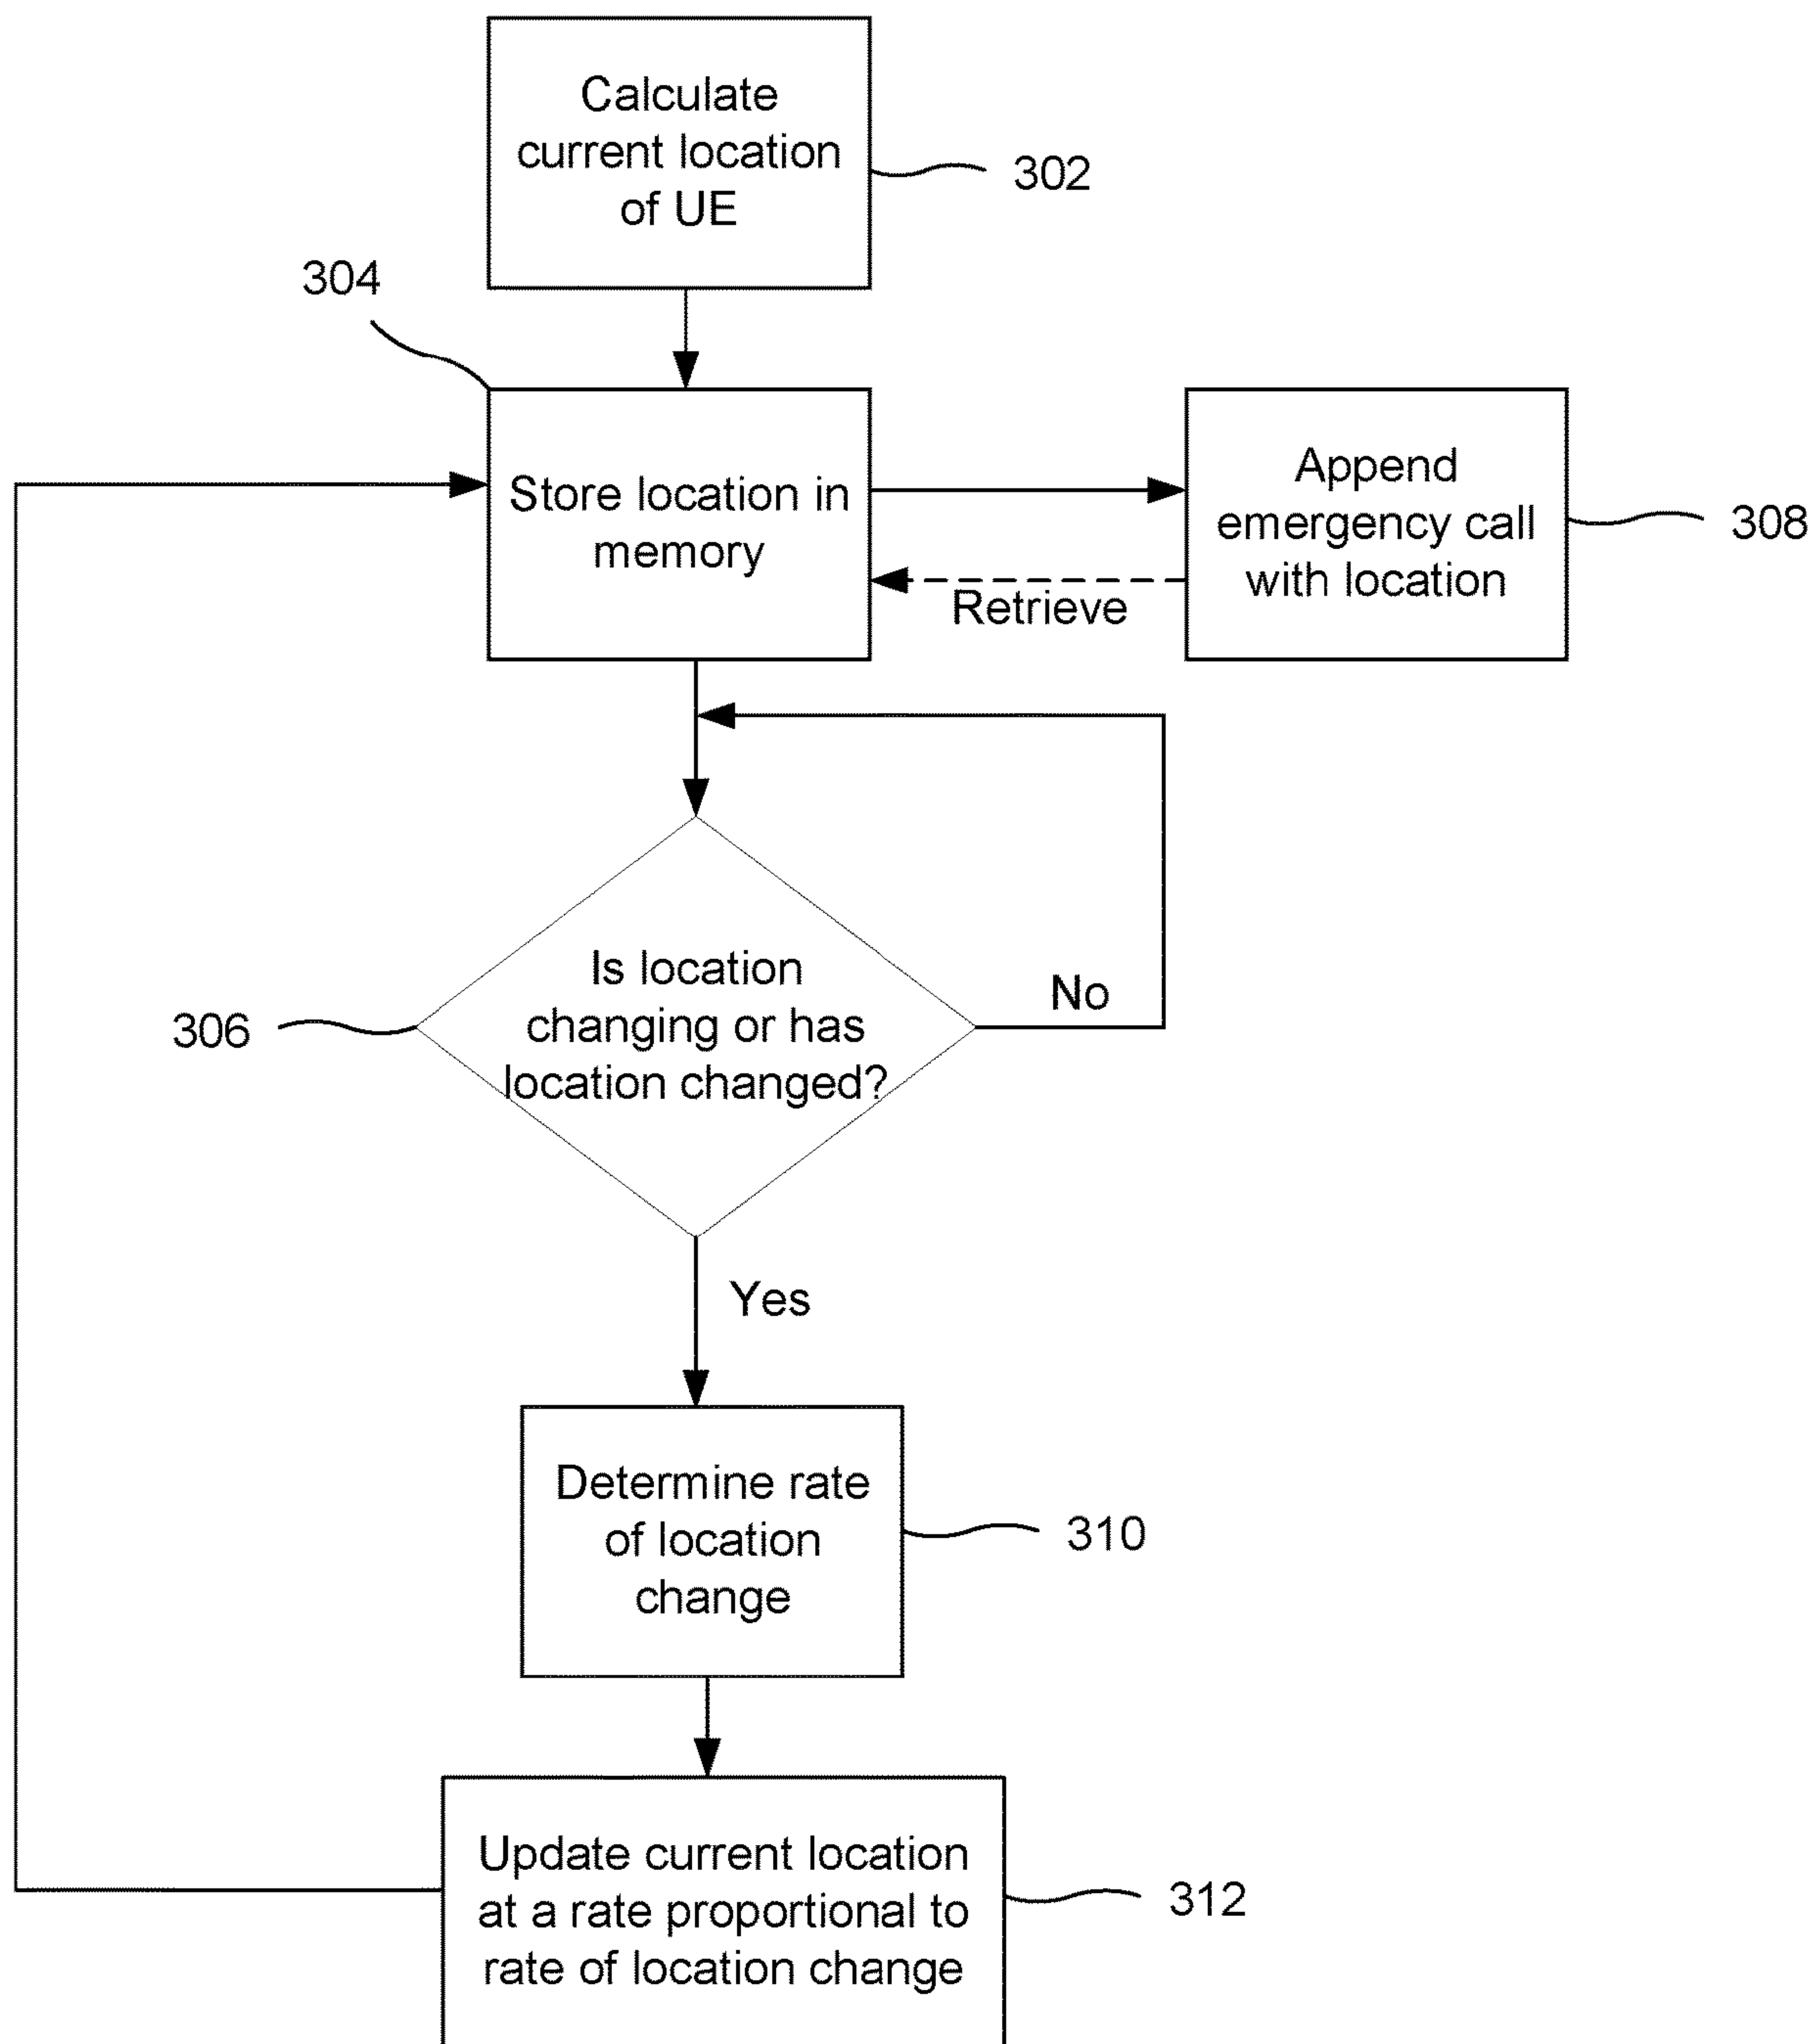 Calculate
current location
of UE
302
304
Store location in
memory
Append
emergency call
with location
308
Retrieve
Is location
changing or has
location changed?
306
No
Yes
Determine rate
of location
change
310
Update current location
at a rate proportional to
rate of location change
312